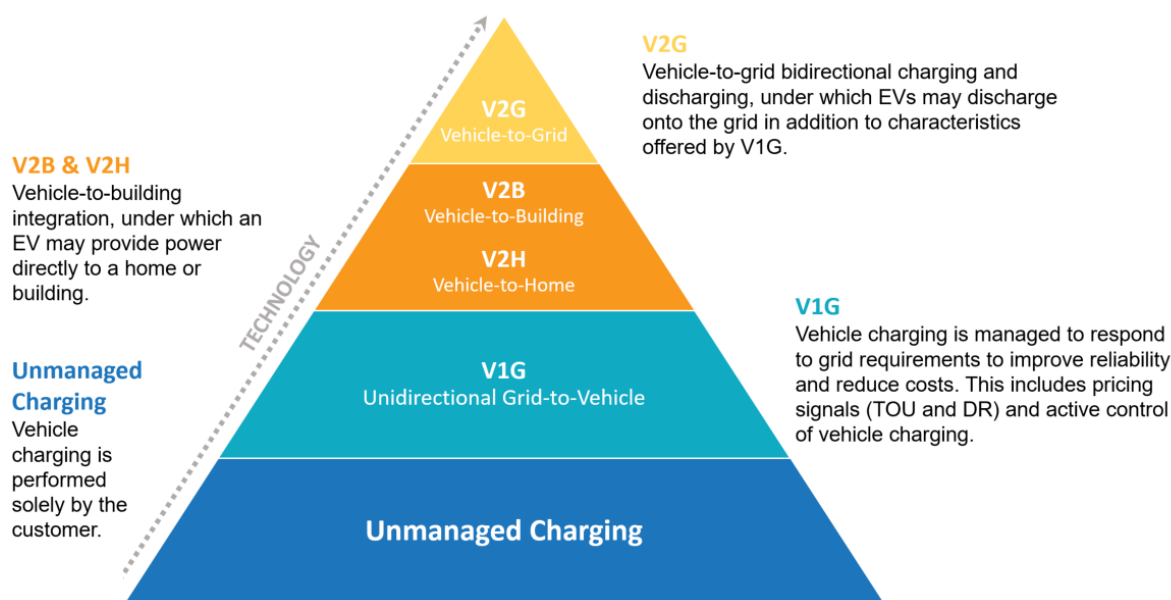 V2G
Vehicle-to-Grid
V2B
Vehicle-to-Building
V2H
Vehicle-to-Home
V1G
Unidirectional Grid-to-Vehicle
Unmanaged Charging
TECHNOLOGY
V2B & V2H
Vehicle-to-building
integration, under which an
EV may provide power
directly to a home or
building.
Unmanaged
Charging
Vehicle
charging is
performed
solely by the
customer.
V2G
Vehicle-to-grid bidirectional charging and
discharging, under which EVs may discharge
onto the grid in addition to characteristics
offered by V1G.
V1G
Vehicle charging is managed to respond
to grid requirements to improve reliability
and reduce costs. This includes pricing
signals (TOU and DR) and active control
of vehicle charging.